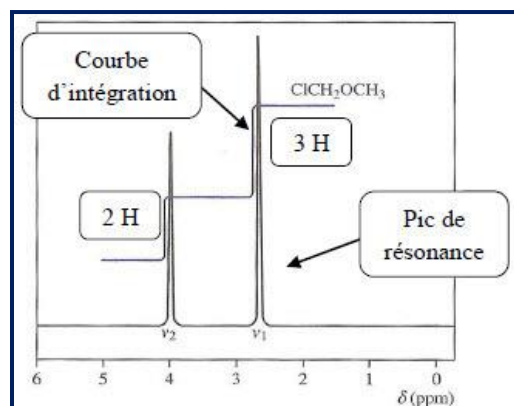 Courbe
d'intégration
ClCH₂OCH₃
3 H
2 H
Pic de
résonance
ν₂
ν₁
6 5 4 3 2 1 0
δ (ppm)